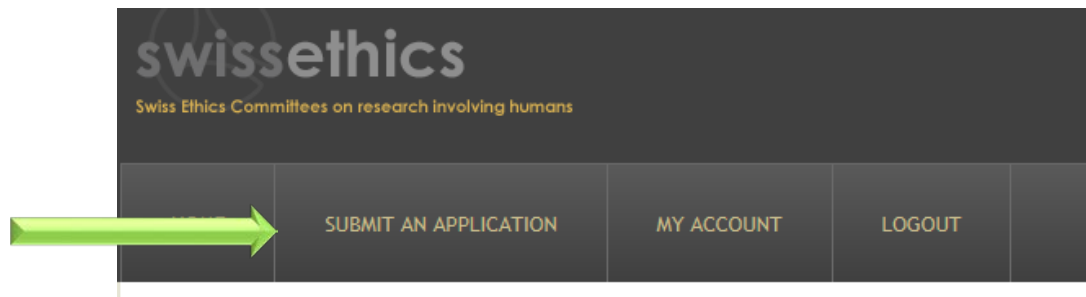 swissethics
Swiss Ethics Committees on research involving humans
SUBMIT AN APPLICATION MY ACCOUNT LOGOUT